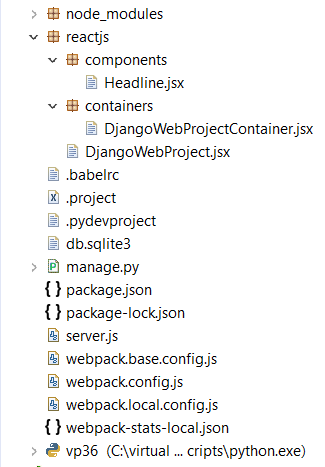 node_modules
reactjs
components
Headline.jsx
containers
DjangoWebProjectContainer.jsx
DjangoWebProject.jsx
.babelrc
.project
.pydevproject
db.sqlite3
manage.py
package.json
package-lock.json
server.js
webpack.base.config.js
webpack.config.js
webpack.local.config.js
webpack-stats-local.json
vp36 (C:\virtual ... cripts\python.exe)